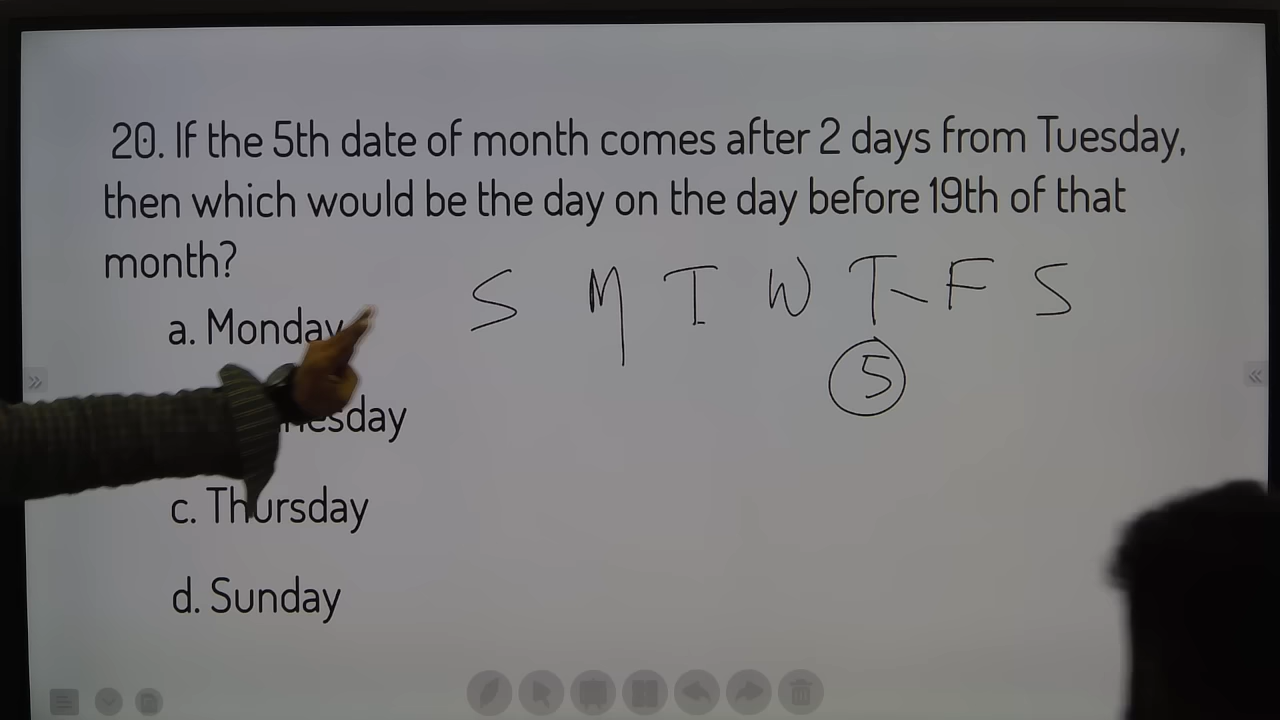 20. If the 5th date of month comes after 2 days from Tuesday,
then which would be the day on the day before 19th of that
month?
S M T W T F S
5
a. Monday
nesday
c. Thursday
d. Sunday